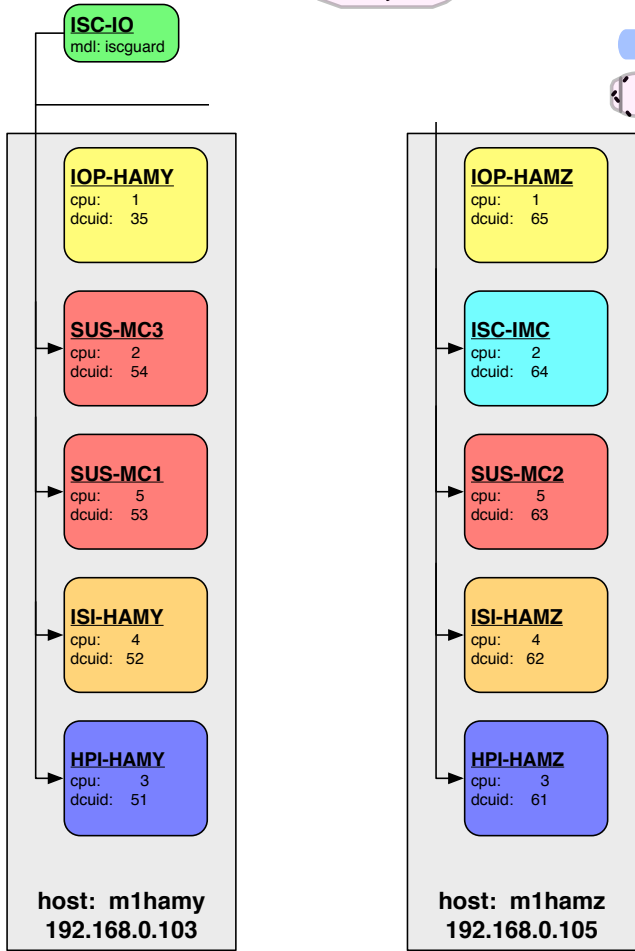 ISC-IO
mdl: iscguard
IOP-HAMY
cpu: 1
dcuid: 35
SUS-MC3
cpu: 2
dcuid: 54
SUS-MC1
cpu: 5
dcuid: 53
ISI-HAMY
cpu: 4
dcuid: 52
HPI-HAMY
cpu: 3
dcuid: 51
host: m1hamy
192.168.0.103
IOP-HAMZ
cpu: 1
dcuid: 65
ISC-IMC
cpu: 2
dcuid: 64
SUS-MC2
cpu: 5
dcuid: 63
ISI-HAMZ
cpu: 4
dcuid: 62
HPI-HAMZ
cpu: 3
dcuid: 61
host: m1hamz
192.168.0.105